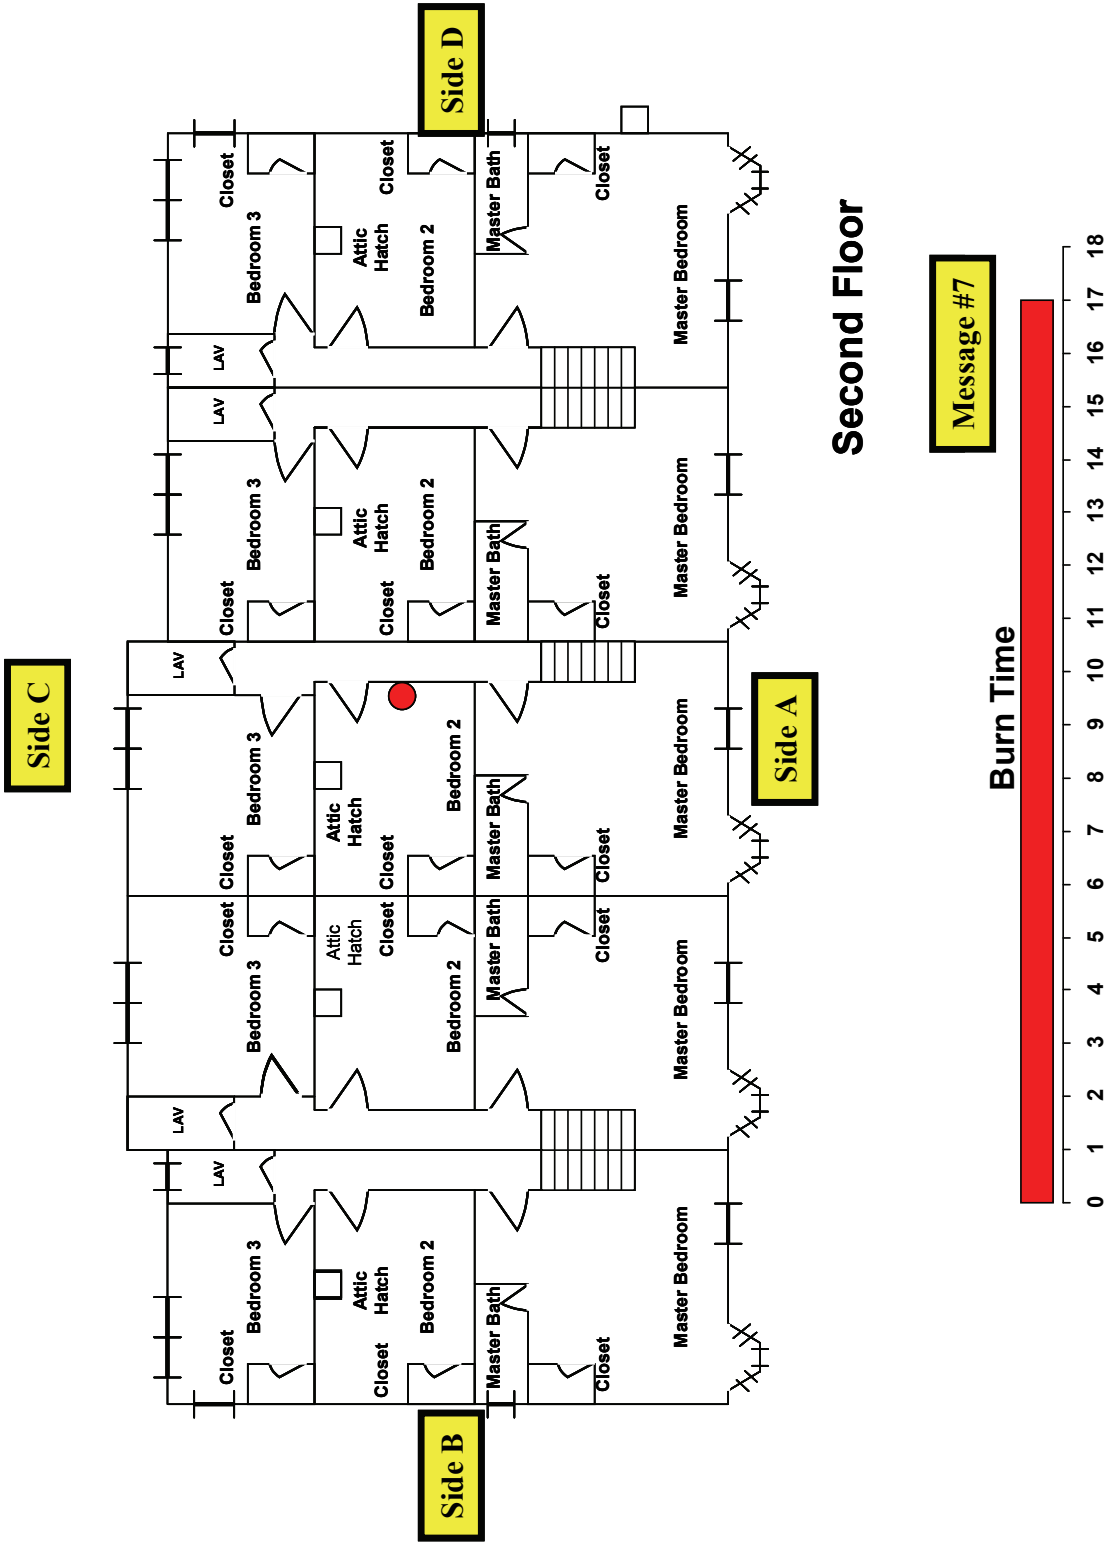 Side C
LAV
LAV
LAV
LAV
LAV
Closet
Closet
Closet
Closet
Closet
Bedroom 3
Bedroom 3
Bedroom 3
Bedroom 3
Bedroom 3
Attic
Hatch
Attic
Hatch
Attic
Hatch
Attic
Hatch
Attic
Hatch
Closet
Closet
Closet
Closet
Closet
Side B
Bedroom 2
Bedroom 2
Bedroom 2
Bedroom 2
Bedroom 2
Side D
Master Bath
Master Bath
Master Bath
Master Bath
Master Bath
Closet
Closet
Closet
Closet
Closet
Master Bedroom
Master Bedroom
Master Bedroom
Master Bedroom
Master Bedroom
Side A
Second Floor
Message #7
Burn Time
0 1 2 3 4 5 6 7 8 9 10 11 12 13 14 15 16 17 18